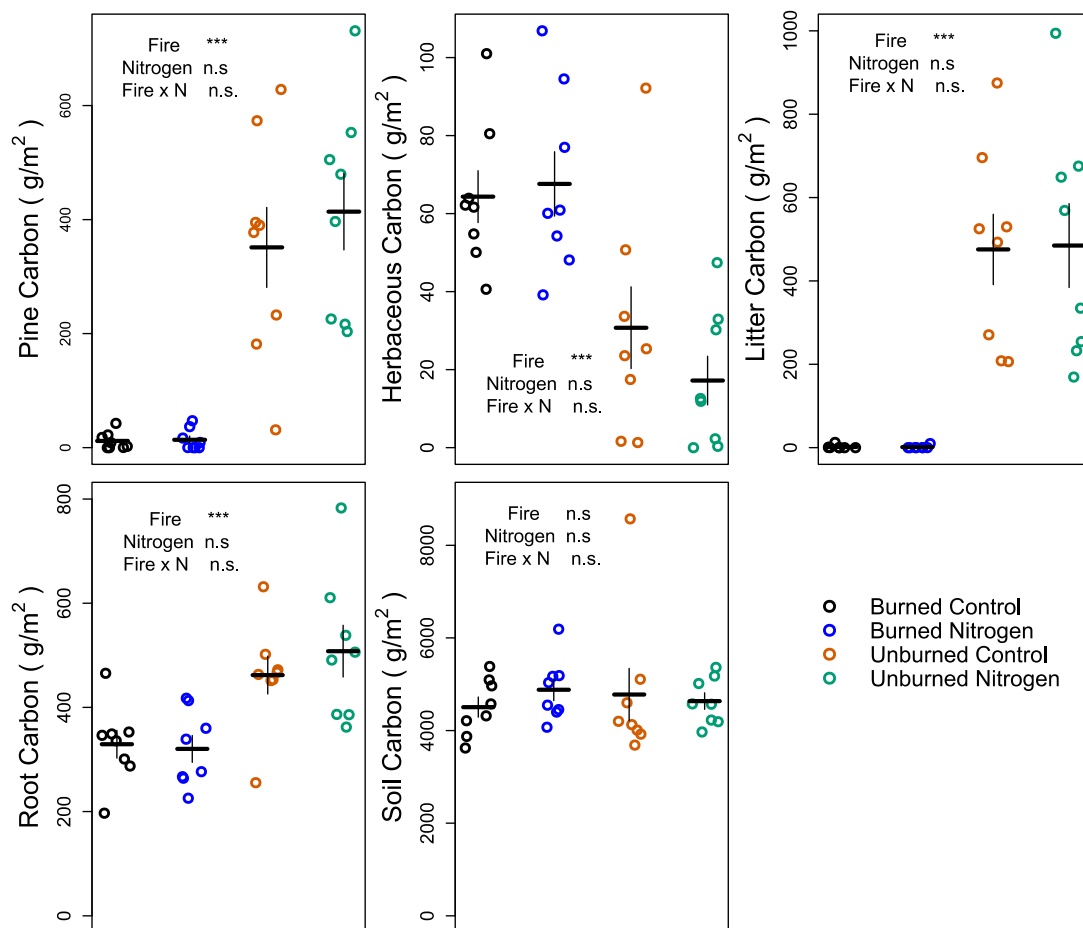 Pine Carbon ( g/m² )
0
200
400
600
Fire ***
Nitrogen n.s
Fire x N n.s.
Herbaceous Carbon ( g/m² )
0
20
40
60
80
100
Fire ***
Nitrogen n.s
Fire x N n.s.
Litter Carbon ( g/m² )
0
200
400
600
800
1000
Fire ***
Nitrogen n.s
Fire x N n.s.
Root Carbon ( g/m² )
0
200
400
600
800
Fire ***
Nitrogen n.s
Fire x N n.s.
Soil Carbon ( g/m² )
0
2000
4000
6000
8000
Fire n.s
Nitrogen n.s
Fire x N n.s.
Burned Control
Burned Nitrogen
Unburned Control
Unburned Nitrogen